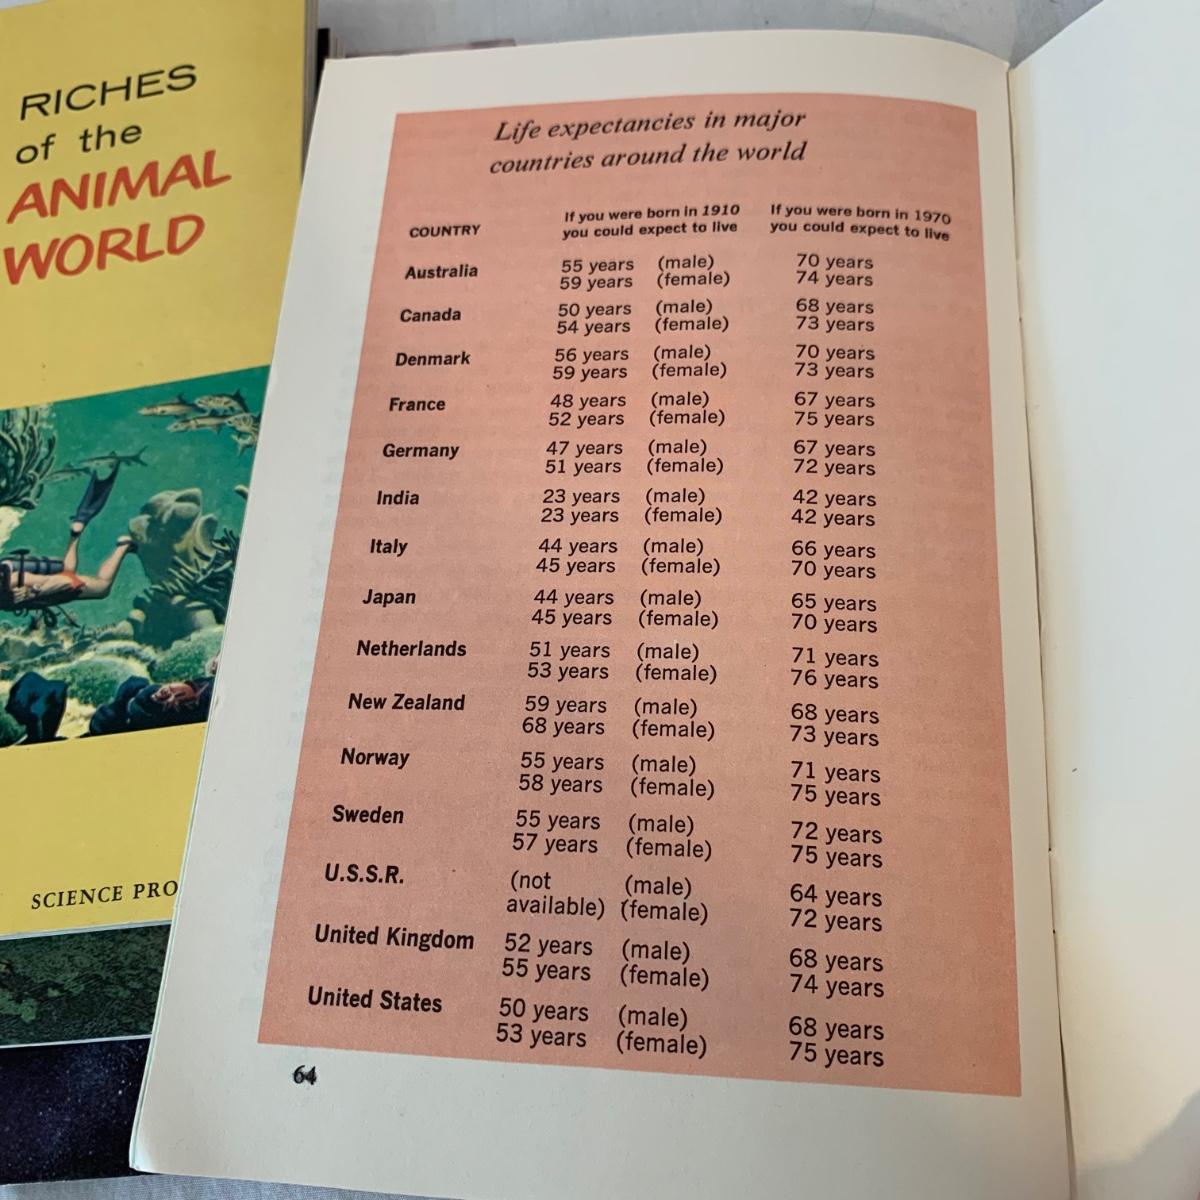 RICHES
of the
ANIMAL
WORLD
SCIENCE PRO
Life expectancies in major
countries around the world
COUNTRY If you were born in 1910 you could expect to live If you were born in 1970 you could expect to live
Australia 55 years (male) 70 years
59 years (female) 74 years
Canada 50 years (male) 68 years
54 years (female) 73 years
Denmark 56 years (male) 70 years
59 years (female) 73 years
France 48 years (male) 67 years
52 years (female) 75 years
Germany 47 years (male) 67 years
51 years (female) 72 years
India 23 years (male) 42 years
23 years (female) 42 years
Italy 44 years (male) 66 years
45 years (female) 70 years
Japan 44 years (male) 65 years
45 years (female) 70 years
Netherlands 51 years (male) 71 years
53 years (female) 76 years
New Zealand 59 years (male) 68 years
68 years (female) 73 years
Norway 55 years (male) 71 years
58 years (female) 75 years
Sweden 55 years (male) 72 years
57 years (female) 75 years
U.S.S.R. (not (male) 64 years
available) (female) 72 years
United Kingdom 52 years (male) 68 years
55 years (female) 74 years
United States 50 years (male) 68 years
53 years (female) 75 years
64